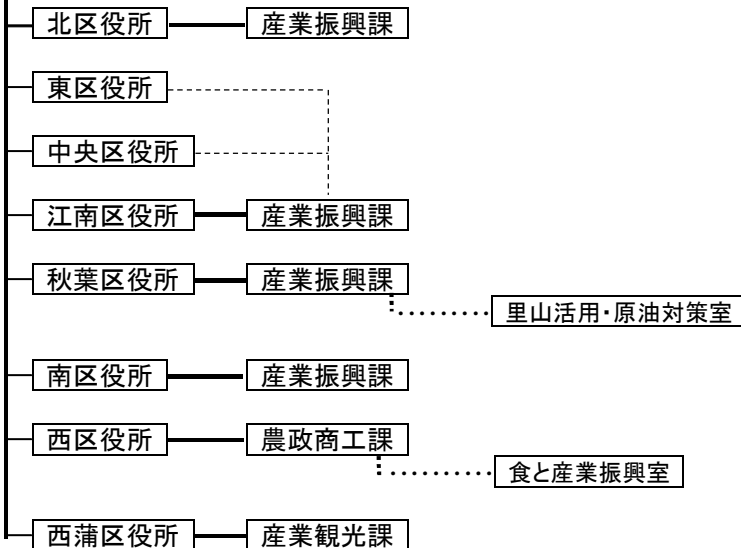 北区役所 産業振興課
東区役所
中央区役所
江南区役所 産業振興課
秋葉区役所 産業振興課
里山活用・原油対策室
南区役所 産業振興課
西区役所 農政商工課
食と産業振興室
西蒲区役所 産業観光課